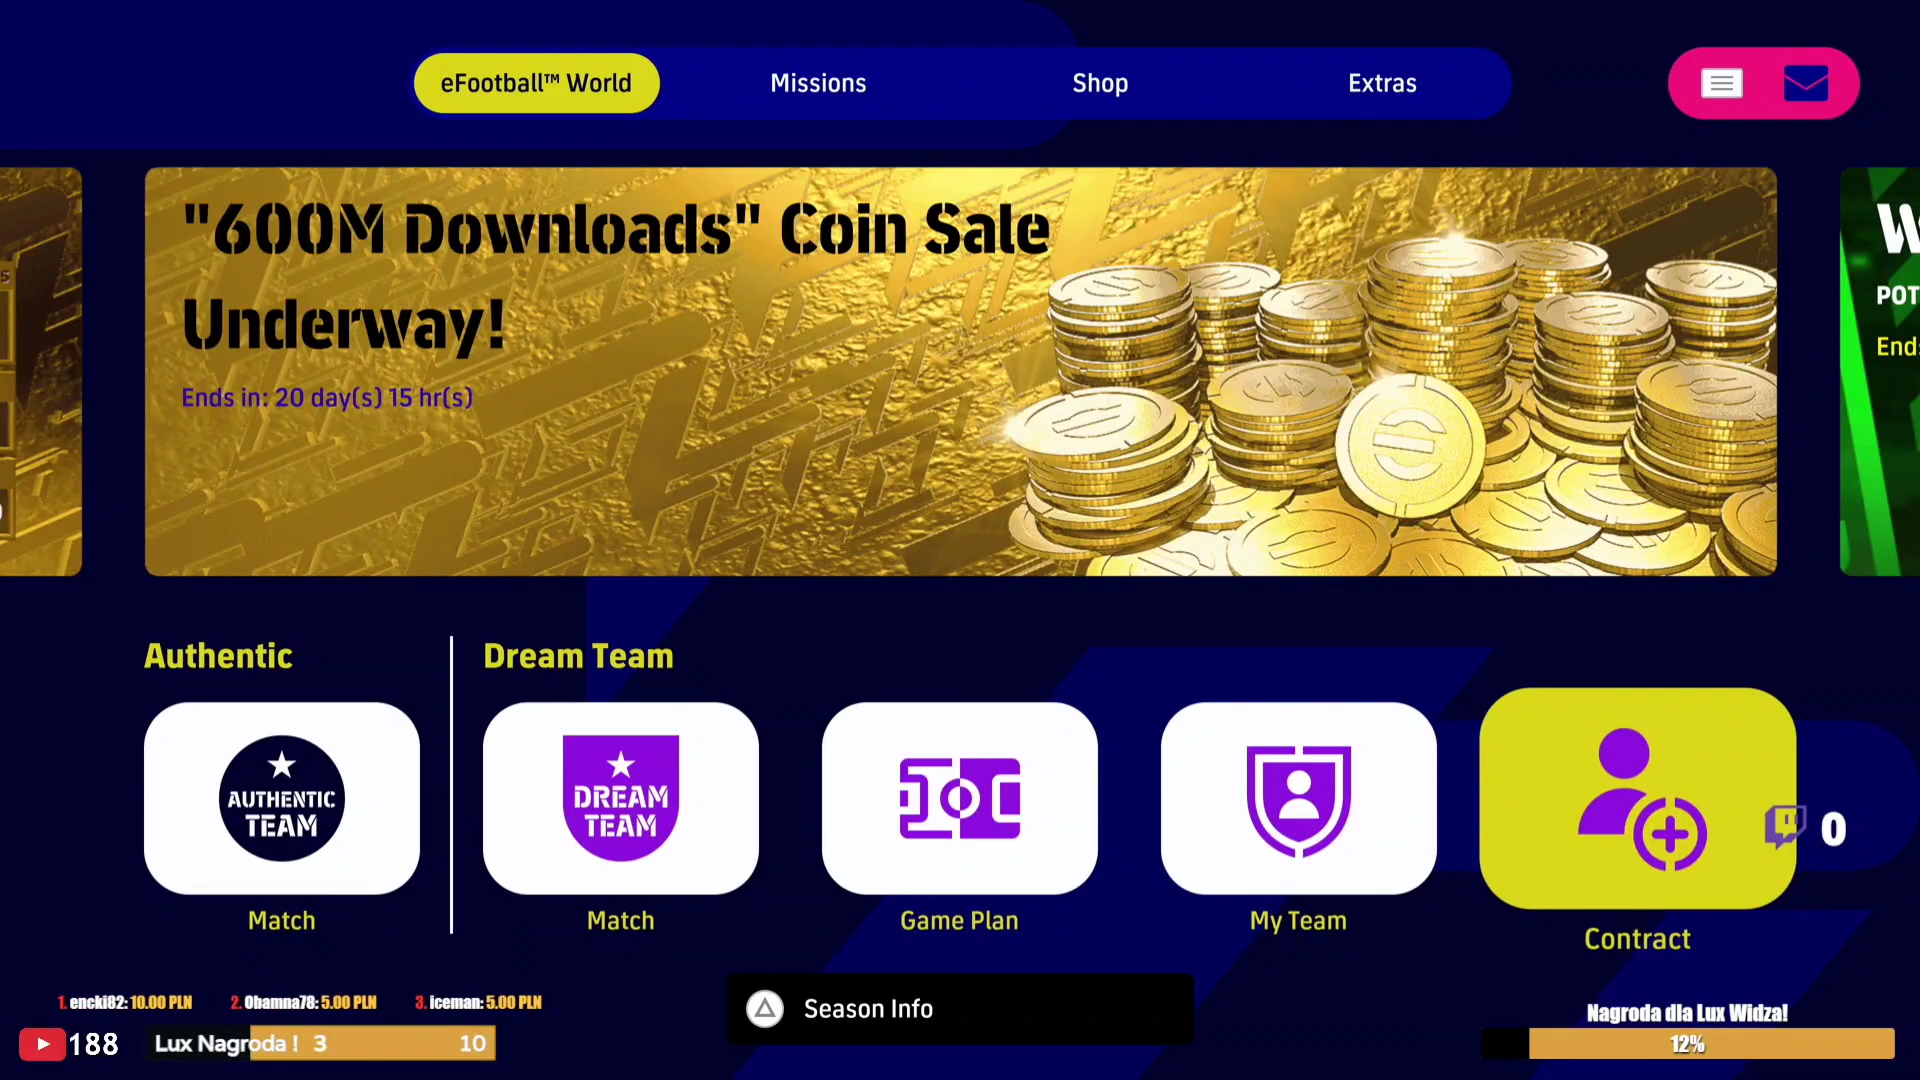 eFootball™ World
Missions
Shop
Extras
"600M Downloads" Coin Sale
Underway!
Ends in: 20 day(s) 15 hr(s)
POT
Authentic
Dream Team
AUTHENTIC
TEAM
DREAM
TEAM
Match
Match
Game Plan
My Team
Contract
0
1. encki82: 10.00 PLN
2. Obamna78: 5.00 PLN
3. iceman: 5.00 PLN
188
Lux Nagroda ! 3
10
Season Info
Nagroda dla Lux Widza!
12%